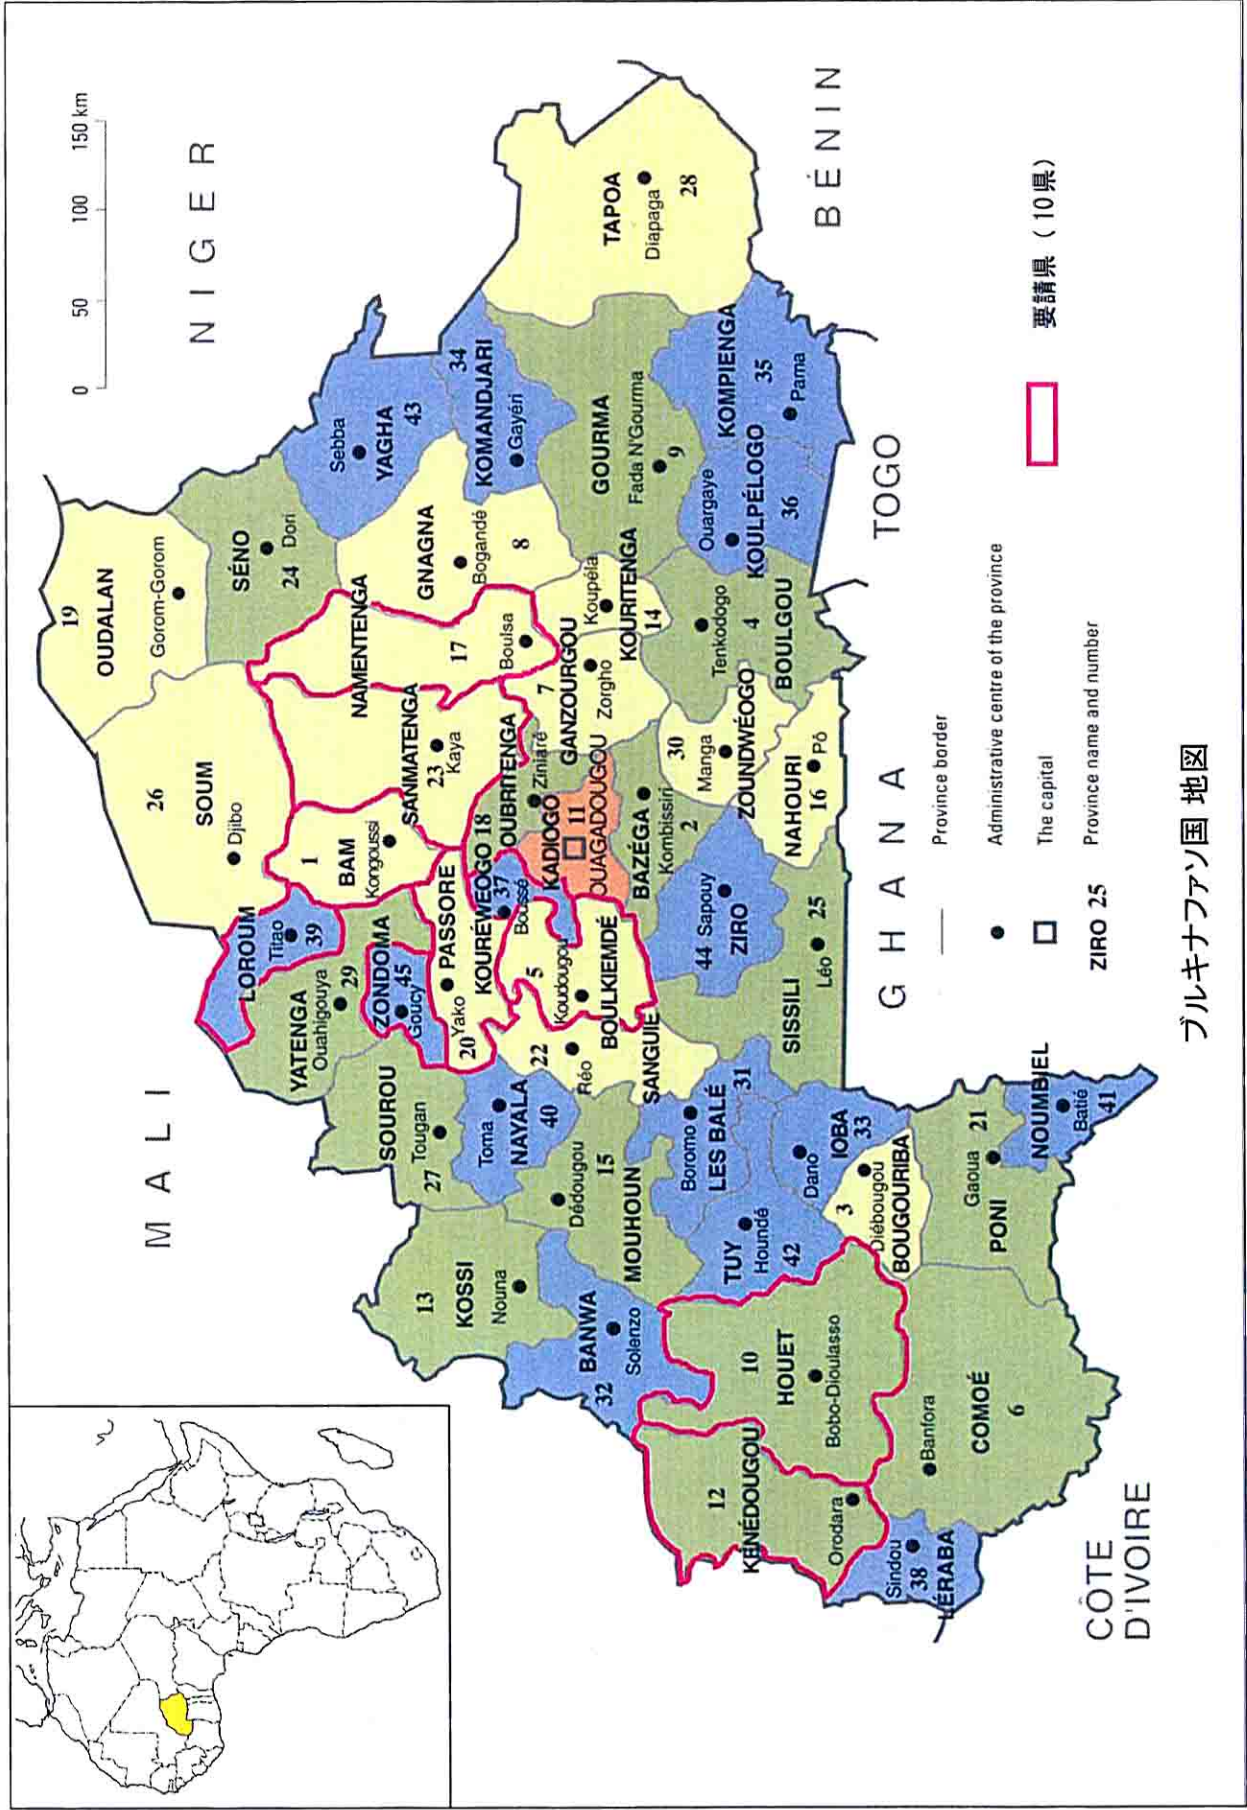 MALI
NIGER
BÉNIN
TOGO
GHANA
CÔTE
D'IVOIRE
0 50 100 150 km
19
OUDALAN
Gorom-Gorom
26
SOUM
Djibo
SÉNO
Dori
24
Sebba
YAGHA
43
34
KOMANDJARI
Gayéri
TAPOA
Diapaga
28
GNAGNA
Bogandé
8
NAMENTENGA
17
Boulsa
SANMATENGA
23
Kaya
1
BAM
Kongoussi
LOROUM
Titao
39
YATENGA
Ouahigouya
29
ZONDOMA
45
Goucy
PASSORE
Yako
20
KOURÉWÉOGO
37
Boussé
18
OUBRITENGA
Ziniaré
KADIOGO
11
OUAGADOUGOU
GANZOURGOU
7
Zorgho
Koupéla
KOURITENGA
14
GOURMA
Fada N'Gourma
9
KOMPIENGA
35
Pama
Ouargaye
KOULPÉLOGO
36
Tenkodogo
4
BOULGOU
30
Manga
ZOUNDWÉOGO
NAHOURI
16
Pô
BAZÉGA
Kombissiri
2
44
Sapouy
ZIRO
SISSILI
Léo
25
5
Koudougou
BOULKIEMDÉ
22
Réo
SANGUIE
SOUROU
Tougan
27
Toma
NAYALA
40
Dédougou
15
MOUHOUN
Boromo
LES BALÉ
31
13
KOSSI
Nouna
BANWA
Solenzo
32
TUY
Houndé
42
Dano
IOBA
33
3
Diébougou
BOUGOURIBA
Gaoua
21
PONI
NOUMBIEL
Batié
41
10
HOUET
Bobo-Dioulasso
12
KENÉDOUGOU
Orodara
Banfora
COMOÉ
6
Sindou
38
LÉRABA
Province border
Administrative centre of the province
The capital
ZIRO 25 Province name and number
要請県（10県）
ブルキナファソ国 地図